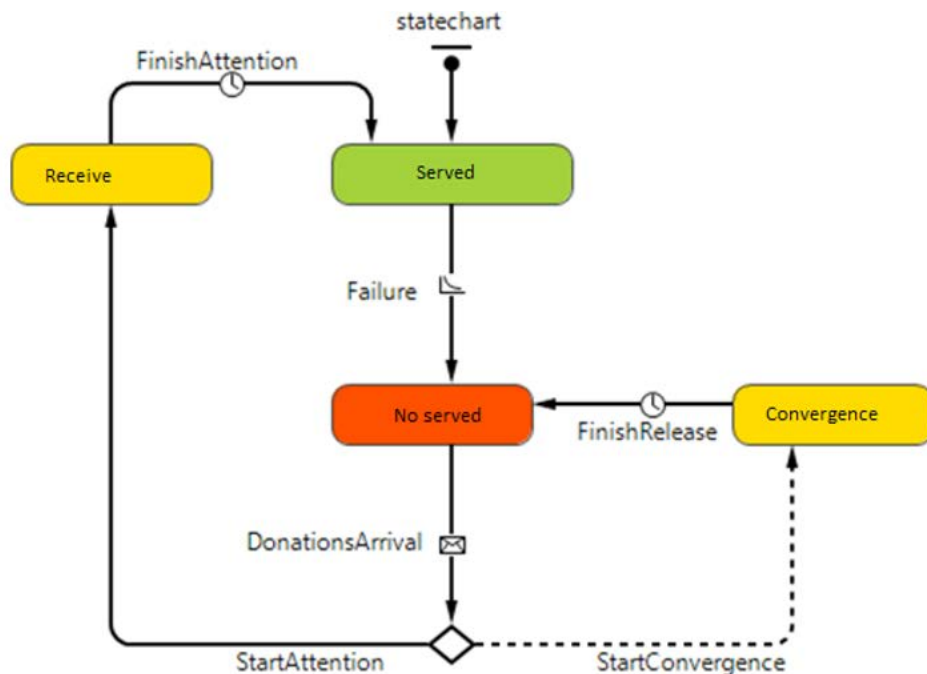 statechart
FinishAttention
Receive
Served
Failure
No served
Convergence
FinishRelease
DonationsArrival
StartAttention
StartConvergence